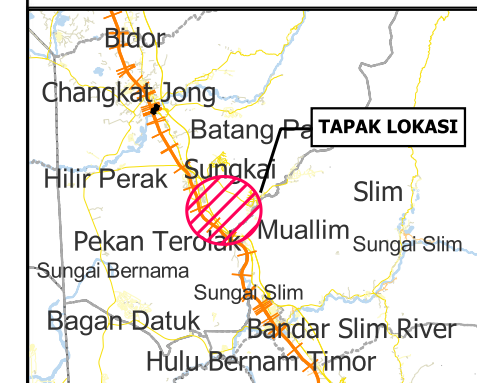 Bidor
Changkat Jong
Batang Pa
TAPAK LOKASI
Sungkai
Hilir Perak
Slim
Muallim
Pekan Terolak
Sungai Slim
Sungai Bernama
Sungai Slim
Bagan Datuk
Bandar Slim River
Hulu Bernam Timor